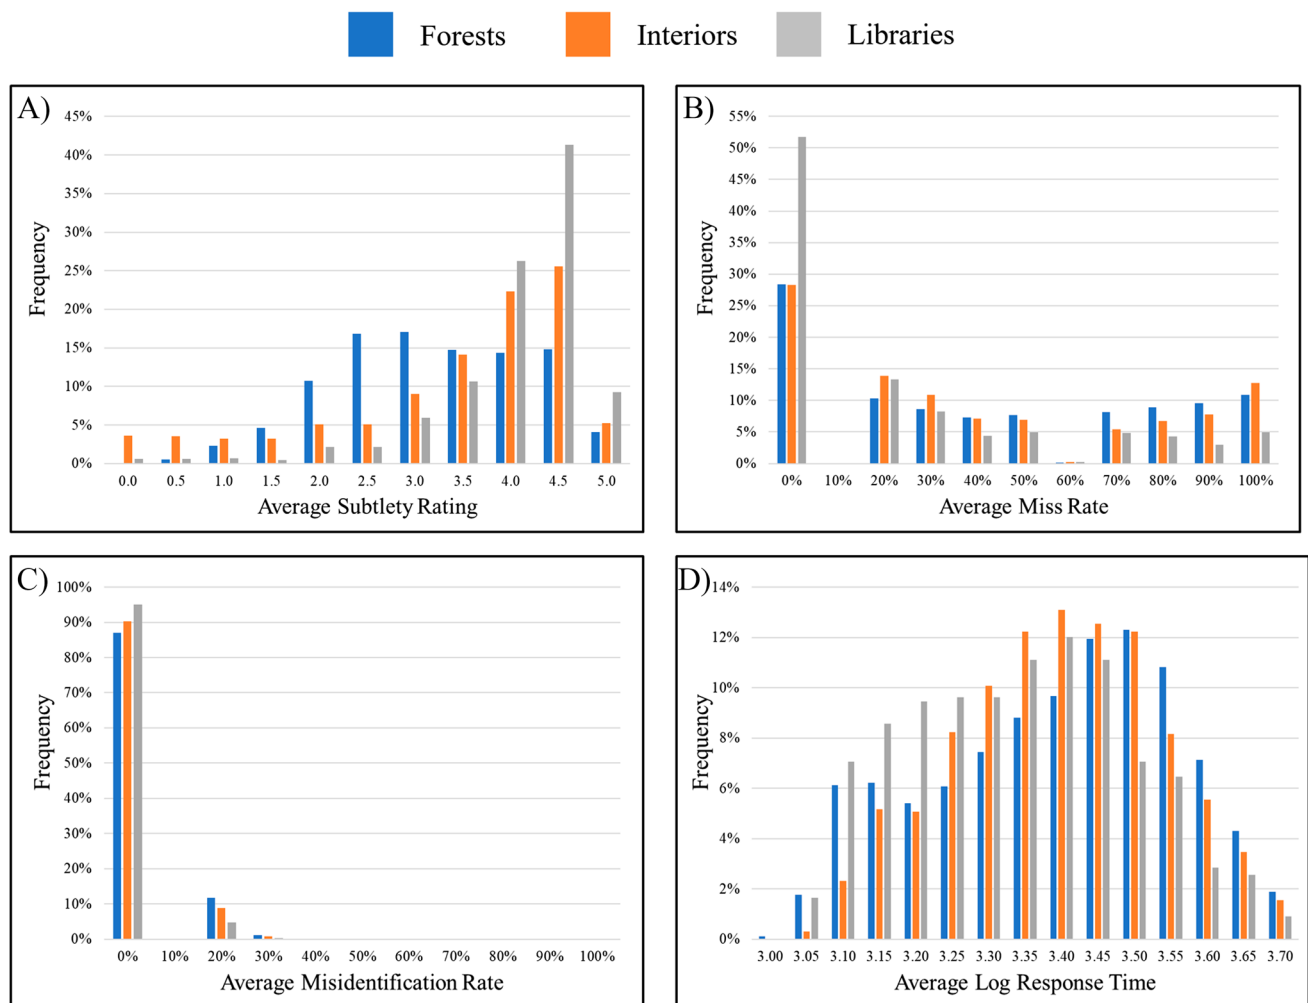 Forests Interiors Libraries
A)
45%
40%
35%
30%
25%
20%
15%
10%
5%
0%
Frequency
0.0 0.5 1.0 1.5 2.0 2.5 3.0 3.5 4.0 4.5 5.0
Average Subtlety Rating
B)
55%
50%
45%
40%
35%
30%
25%
20%
15%
10%
5%
0%
Frequency
0% 10% 20% 30% 40% 50% 60% 70% 80% 90% 100%
Average Miss Rate
C)
100%
90%
80%
70%
60%
50%
40%
30%
20%
10%
0%
Frequency
0% 10% 20% 30% 40% 50% 60% 70% 80% 90% 100%
Average Misidentification Rate
D)
14%
12%
10%
8%
6%
4%
2%
0%
Frequency
3.00 3.05 3.10 3.15 3.20 3.25 3.30 3.35 3.40 3.45 3.50 3.55 3.60 3.65 3.70
Average Log Response Time